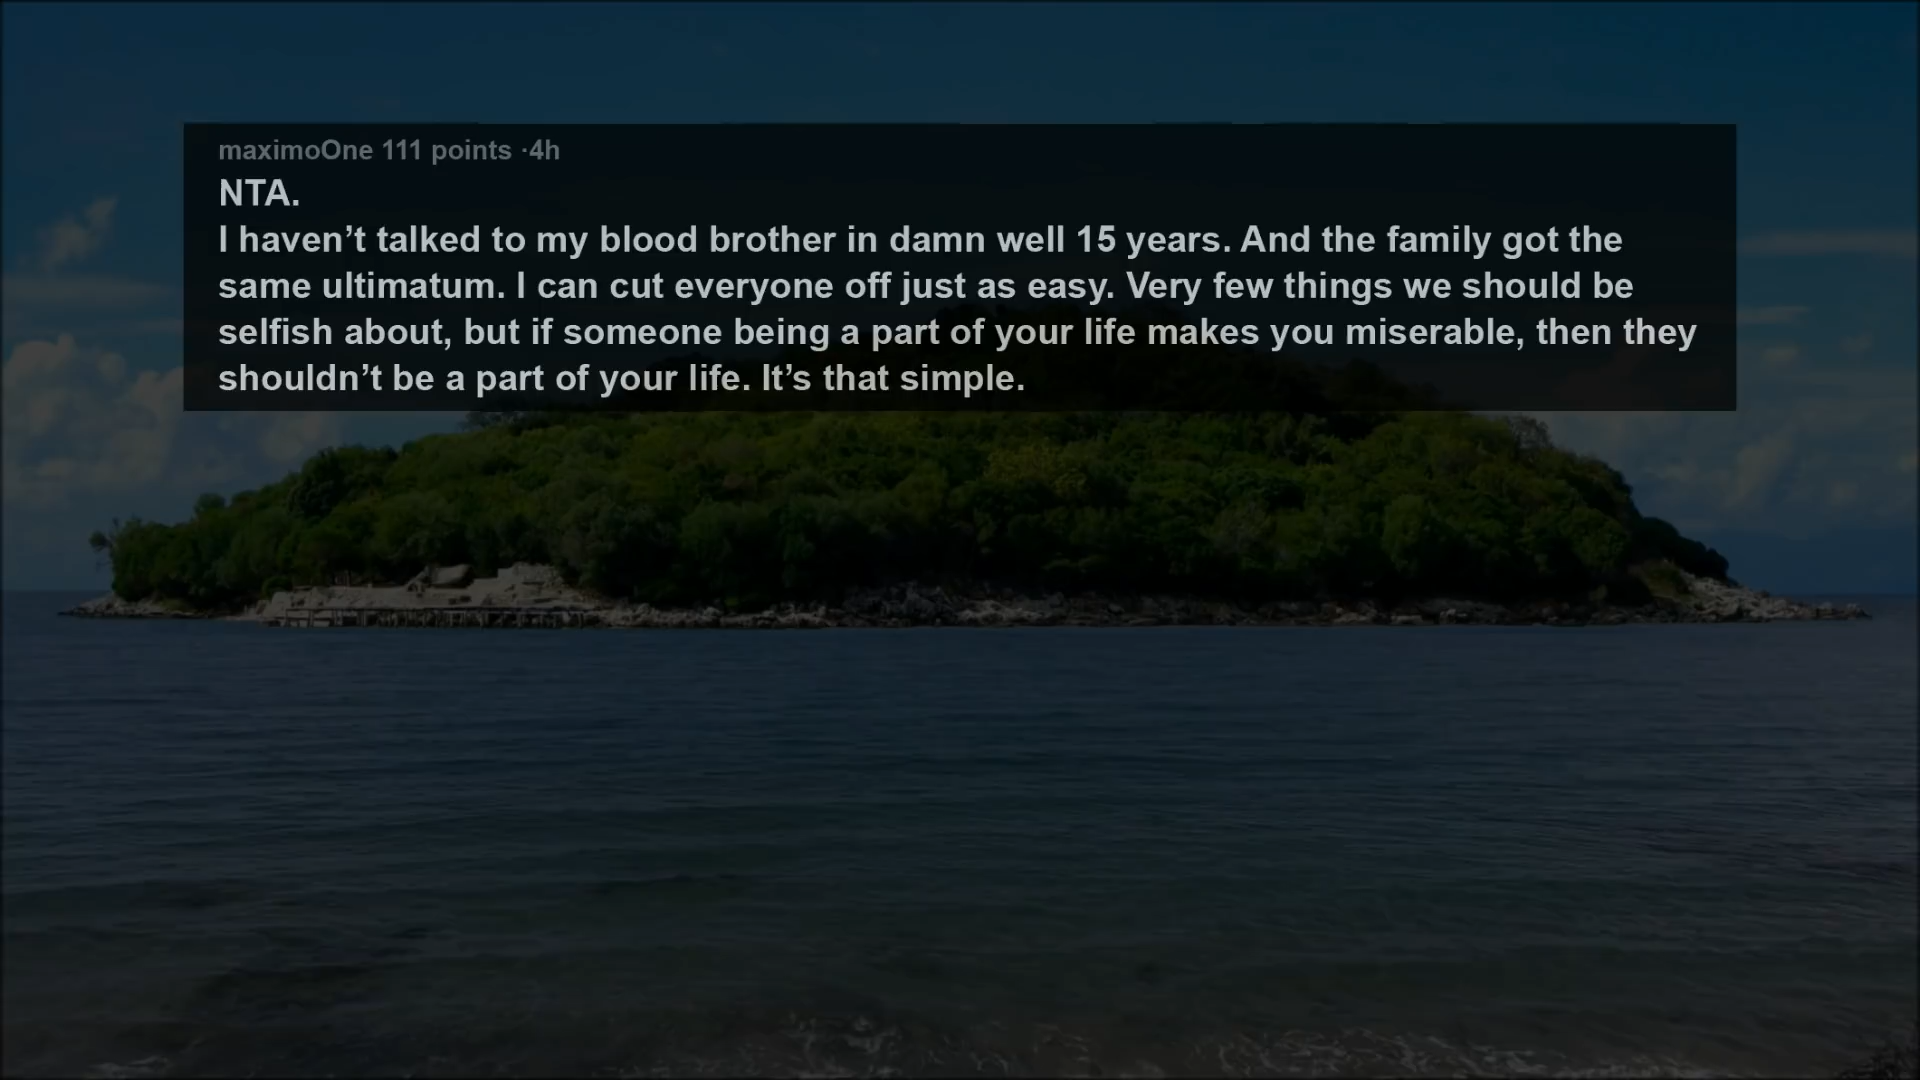 maximoOne 111 points ·4h
NTA.
I haven’t talked to my blood brother in damn well 15 years. And the family got the
same ultimatum. I can cut everyone off just as easy. Very few things we should be
selfish about, but if someone being a part of your life makes you miserable, then they
shouldn’t be a part of your life. It’s that simple.